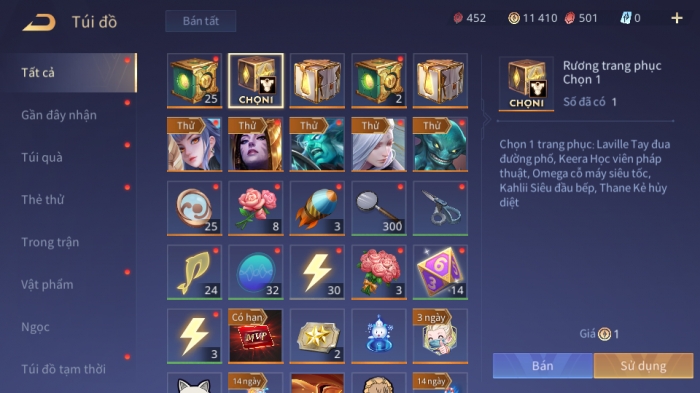 Túi đồ
Bán tất
452
11 410
501
0
+
Tất cả
Gần đây nhận
Túi quà
Thẻ thử
Trong trận
Vật phẩm
Ngọc
Túi đồ tạm thời
25
CHỌN1
2
Thử
Thử
Thử
Thử
Thử
25
8
3
300
24
32
30
3
6
14
3
Có hạn
2
3 ngày
14 ngày
14 ngày
CHỌN1
Rương trang phục
Chọn 1
Số đã có 1
Chọn 1 trang phục: Laville Tay đua
đường phố, Keera Học viên pháp
thuật, Omega cỗ máy siêu tốc,
Kahlii Siêu đầu bếp, Thane Kẻ hủy
diệt
Giá 1
Bán
Sử dụng